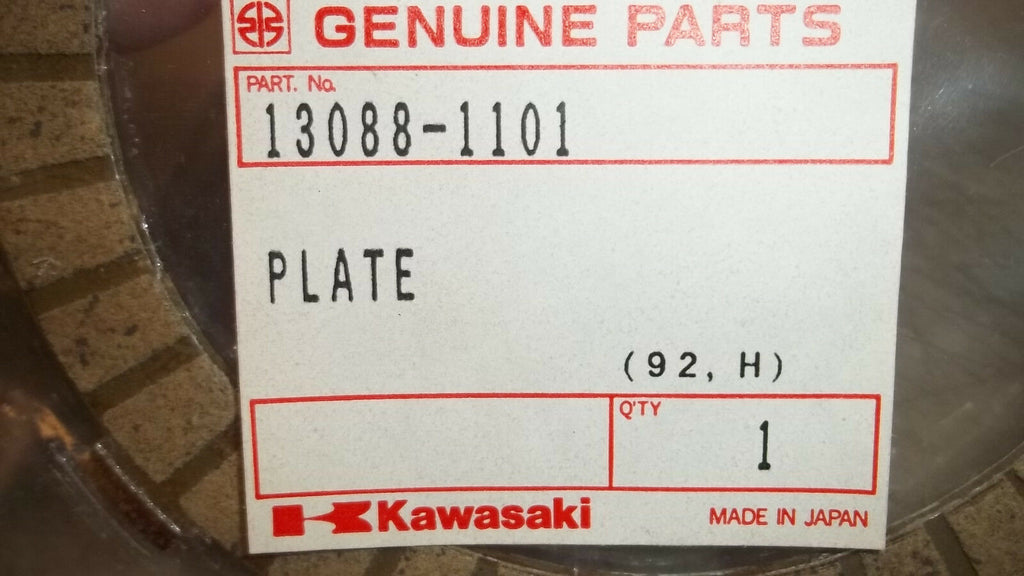 GENUINE PARTS
PART. No.
13088-1101
PLATE
(92, H)
Q'TY
1
Kawasaki
MADE IN JAPAN